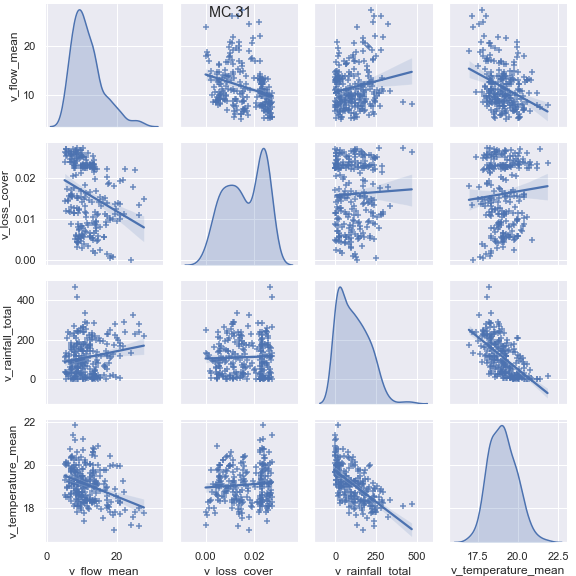 MC 31
v_flow_mean
20
10
v_loss_cover
0.02
0.01
0.00
v_rainfall_total
400
200
0
v_temperature_mean
22
20
19
18
0 20
0.00 0.02
0 250 500
17.5 20.0 22.5
v_flow_mean v_loss_cover v_rainfall_total v_temperature_mean